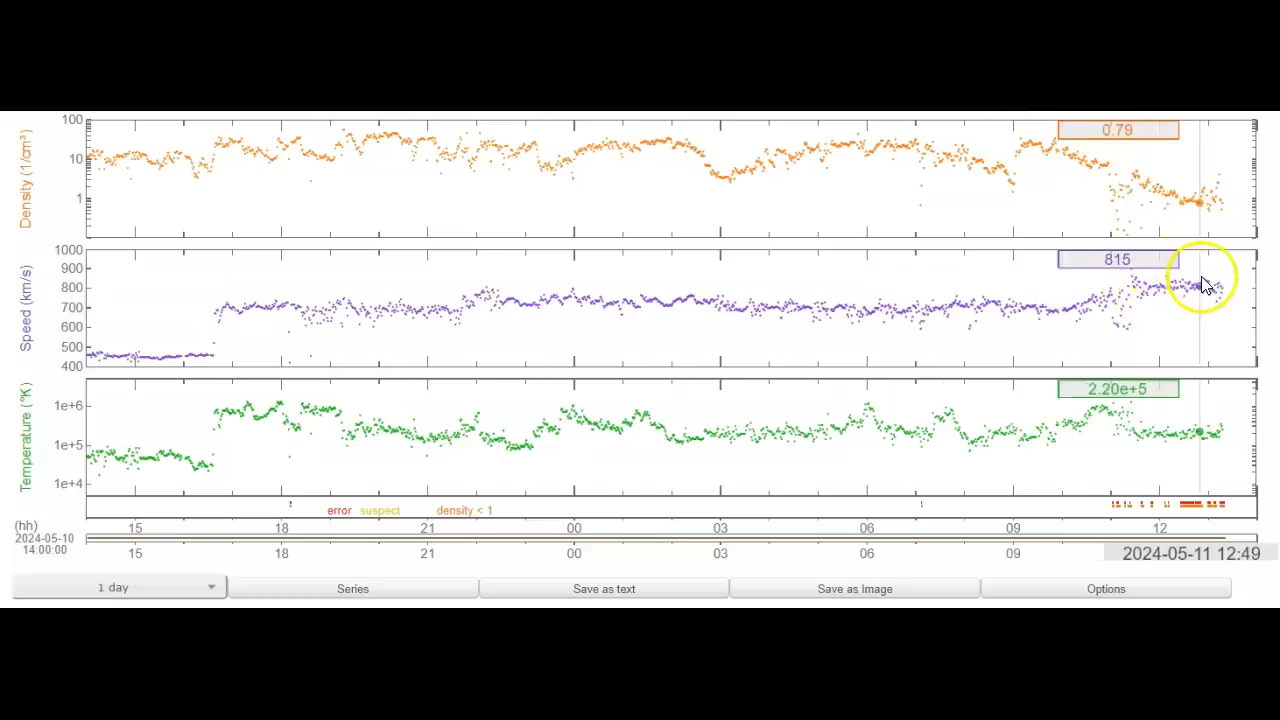 100
10
1
Density (1/cm³)
0.79
1000
900
800
700
600
500
400
Speed (km/s)
815
1e+6
1e+5
1e+4
Temperature (°K)
2.20e+5
error suspect density < 1
(hh) 15 18 21 00 03 06 09 12
2024-05-10
14:00:00
15 18 21 00 03 06 09
2024-05-11 12:49
1 day Series Save as text Save as Image Options